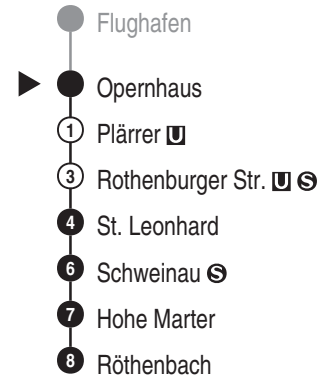 Flughafen
Opernhaus
1 Plärrer U
3 Rothenburger Str. U S
4 St. Leonhard
6 Schweinau S
7 Hohe Marter
8 Röthenbach